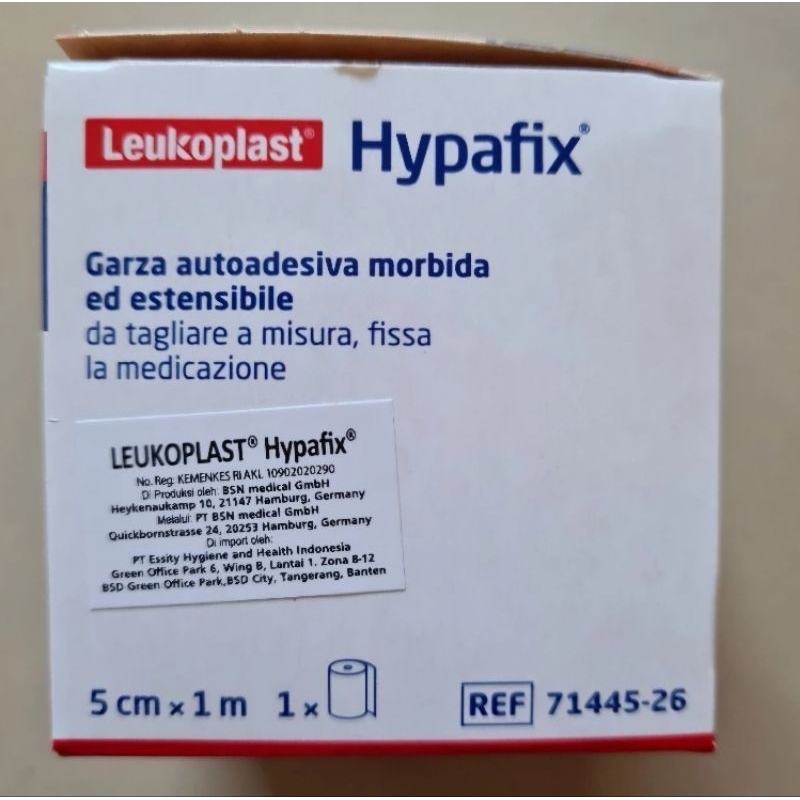 Leukoplast® Hypafix®
Garza autoadesiva morbida
ed estensibile
da tagliare a misura, fissa
la medicazione
LEUKOPLAST® Hypafix®
No. Reg. KEMENKES RI AKL 10902020290
Di Produksi oleh: BSN medical GmbH
Heykenaukamp 10, 21147 Hamburg, Germany
Melalui: PT BSN medical GmbH
Quickbornstrasse 24, 20253 Hamburg, Germany
Di import oleh:
PT Essity Hygiene and Health Indonesia
Green Office Park 6, Wing B, Lantai 1. Zona B-12
BSD Green Office Park,BSD City, Tangerang, Banten
5 cm x 1 m 1 x REF 71445-26